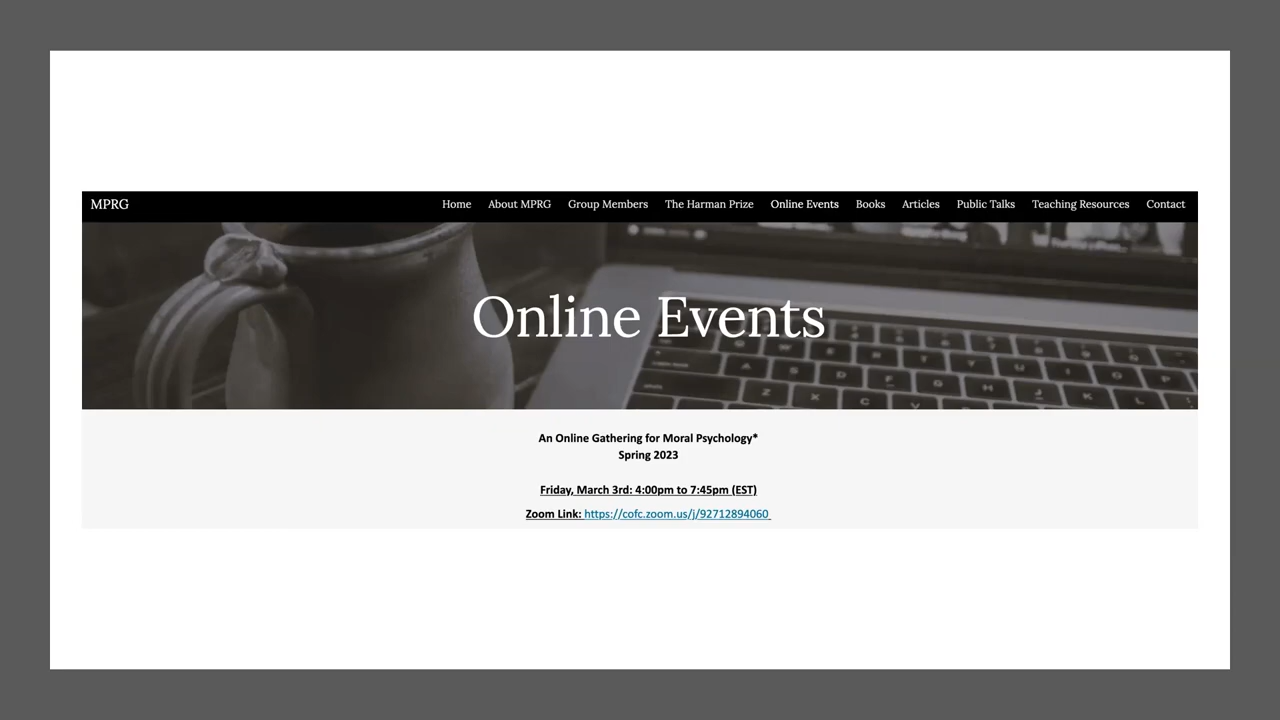 MPRG Home About MPRG Group Members The Harman Prize Online Events Books Articles Public Talks Teaching Resources Contact
Online Events
An Online Gathering for Moral Psychology*
Spring 2023
Friday, March 3rd: 4:00pm to 7:45pm (EST)
Zoom Link: https://cofc.zoom.us/j/92712894060